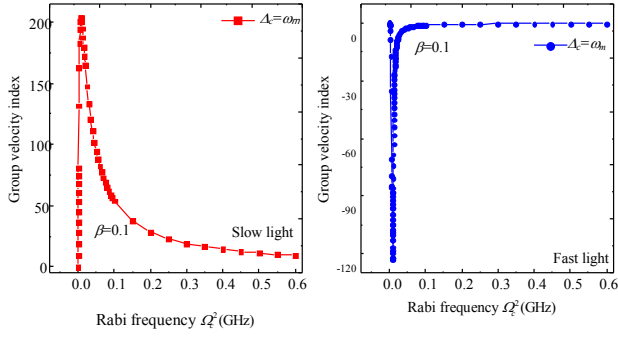 200
150
100
50
0
Group velocity index
Δc=ωm
β=0.1
Slow light
0.0 0.1 0.2 0.3 0.4 0.5 0.6
Rabi frequency Ωc²(GHz)
0
-30
-60
-90
-120
Group velocity index
β=0.1
Δc=ωm
Fast light
0.0 0.1 0.2 0.3 0.4 0.5 0.6
Rabi frequency Ωc²(GHz)